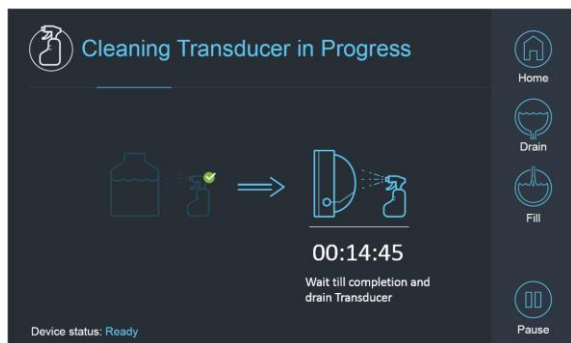 Cleaning Transducer in Progress
Home
Drain
Fill
00:14:45
Wait till completion and
drain Transducer
Device status: Ready
Pause